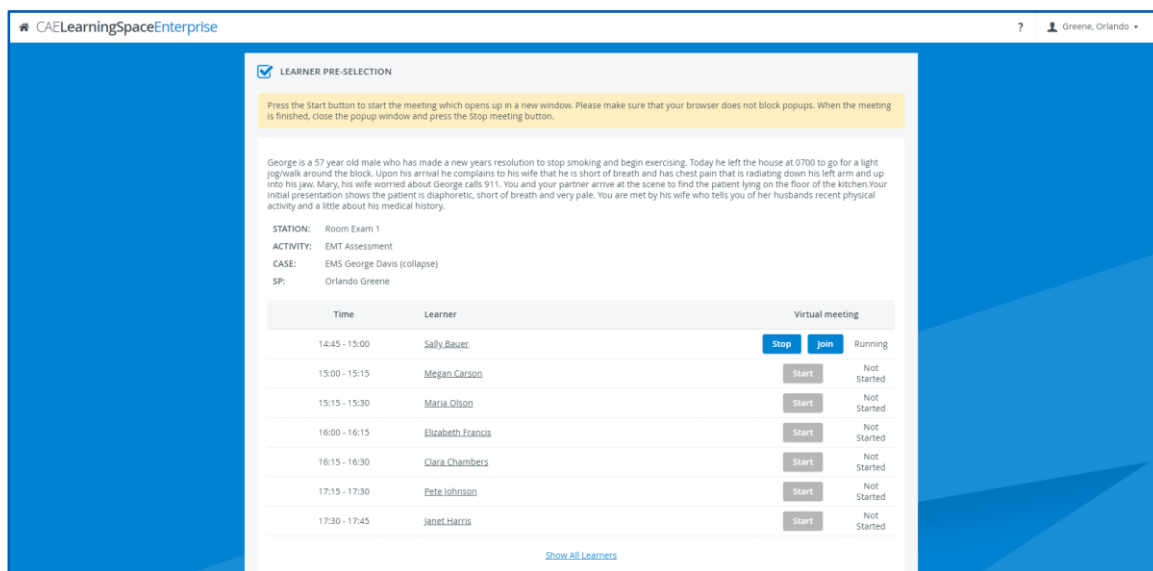 CAELearningSpaceEnterprise
? Greene, Orlando
LEARNER PRE-SELECTION
Press the Start button to start the meeting which opens up in a new window. Please make sure that your browser does not block popups. When the meeting
is finished, close the popup window and press the Stop meeting button.
George is a 57 year old male who has made a new years resolution to stop smoking and begin exercising. Today he left the house at 0700 to go for a light
jog/walk around the block. Upon his arrival he complains to his wife that he is short of breath and has chest pain that is radiating down his left arm and up
into his jaw. Mary, his wife worried about George calls 911. You and your partner arrive at the scene to find the patient lying on the floor of the kitchen.Your
initial presentation shows the patient is diaphoretic, short of breath and very pale. You are met by his wife who tells you of her husbands recent physical
activity and a little about his medical history.
STATION: Room Exam 1
ACTIVITY: EMT Assessment
CASE: EMS George Davis (collapse)
SP: Orlando Greene
Time Learner Virtual meeting
14:45 - 15:00 Sally Bauer Stop Join Running
15:00 - 15:15 Megan Carson Start Not
Started
15:15 - 15:30 Maria Olson Start Not
Started
16:00 - 16:15 Elizabeth Francis Start Not
Started
16:15 - 16:30 Clara Chambers Start Not
Started
17:15 - 17:30 Pete Johnson Start Not
Started
17:30 - 17:45 Janet Harris Start Not
Started
Show All Learners